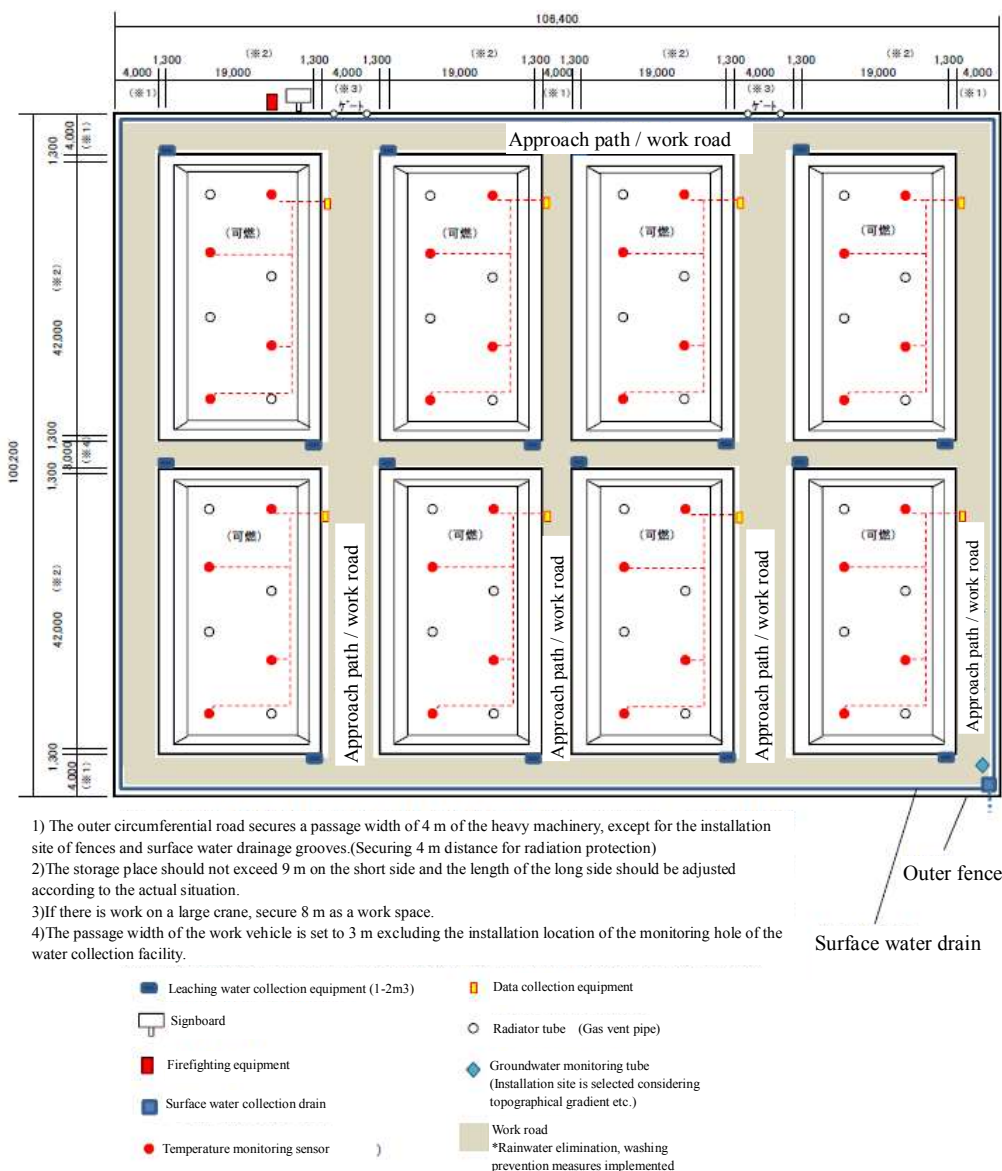 106,400
1,300 (※2) 1,300 1,300 (※2) 1,300 1,300 (※2) 1,300 1,300 (※2) 1,300
4,000 19,000 4,000 19,000 4,000 19,000 4,000 19,000 4,000
(※1) (※3) (※1) (※3) (※1)
ゲート ゲート
100,200
4,000 (※1)
1,300
42,000 (※2)
1,300
3,000 (※4)
1,300
42,000 (※2)
1,300
4,000 (※1)
Approach path / work road
(可燃) (可燃) (可燃) (可燃)
(可燃) (可燃) (可燃) (可燃)
Approach path / work road
Approach path / work road
Approach path / work road
Approach path / work road
Outer fence
Surface water drain
1) The outer circumferential road secures a passage width of 4 m of the heavy machinery, except for the installation
site of fences and surface water drainage grooves.(Securing 4 m distance for radiation protection)
2)The storage place should not exceed 9 m on the short side and the length of the long side should be adjusted
according to the actual situation.
3)If there is work on a large crane, secure 8 m as a work space.
4)The passage width of the work vehicle is set to 3 m excluding the installation location of the monitoring hole of the
water collection facility.
Leaching water collection equipment (1-2m3)
Signboard
Firefighting equipment
Surface water collection drain
Temperature monitoring sensor )
Data collection equipment
Radiator tube (Gas vent pipe)
Groundwater monitoring tube
(Installation site is selected considering
topographical gradient etc.)
Work road
*Rainwater elimination, washing
prevention measures implemented